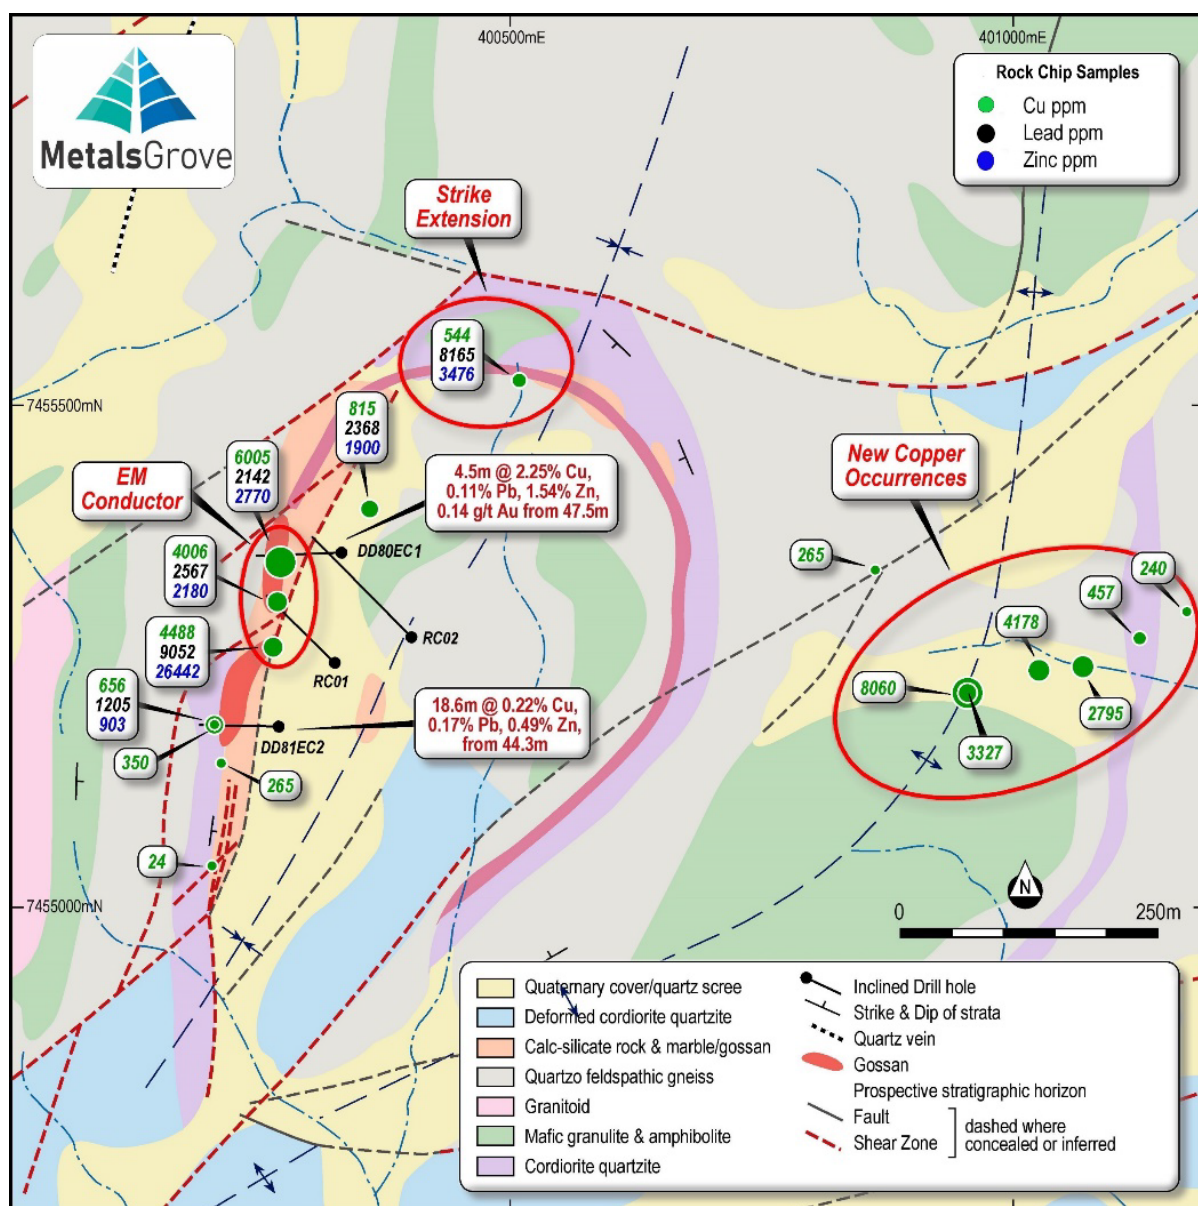 400500mE
401000mE
MetalsGrove
Rock Chip Samples
Cu ppm
Lead ppm
Zinc ppm
Strike
Extension
544
8165
3476
7455500mN
815
2368
1900
6005
2142
2770
EM
Conductor
4.5m @ 2.25% Cu,
0.11% Pb, 1.54% Zn,
0.14 g/t Au from 47.5m
New Copper
Occurrences
DD80EC1
265
240
4006
2567
2180
457
4178
RC02
4488
9052
26442
RC01
8060
2795
3327
656
1205
903
18.6m @ 0.22% Cu,
0.17% Pb, 0.49% Zn,
from 44.3m
DD81EC2
350
265
24
7455000mN
N
0
250m
Quaternary cover/quartz scree
Deformed cordiorite quartzite
Calc-silicate rock & marble/gossan
Quartzo feldspathic gneiss
Granitoid
Mafic granulite & amphibolite
Cordiorite quartzite
Inclined Drill hole
Strike & Dip of strata
Quartz vein
Gossan
Prospective stratigraphic horizon
Fault
Shear Zone
dashed where
concealed or inferred